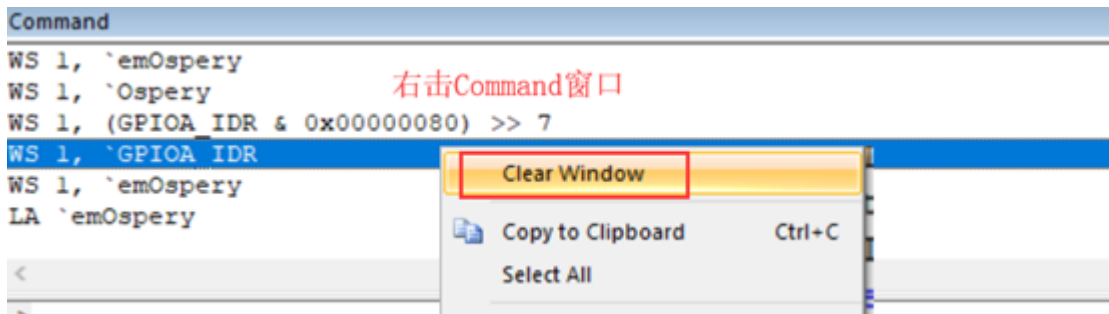 Command
WS 1, `emOspery
WS 1, `Ospery
右击Command窗口
WS 1, (GPIOA_IDR & 0x00000080) >> 7
WS 1, `GPIOA_IDR
Clear Window
WS 1, `emOspery
LA `emOspery
Copy to Clipboard Ctrl+C
Select All